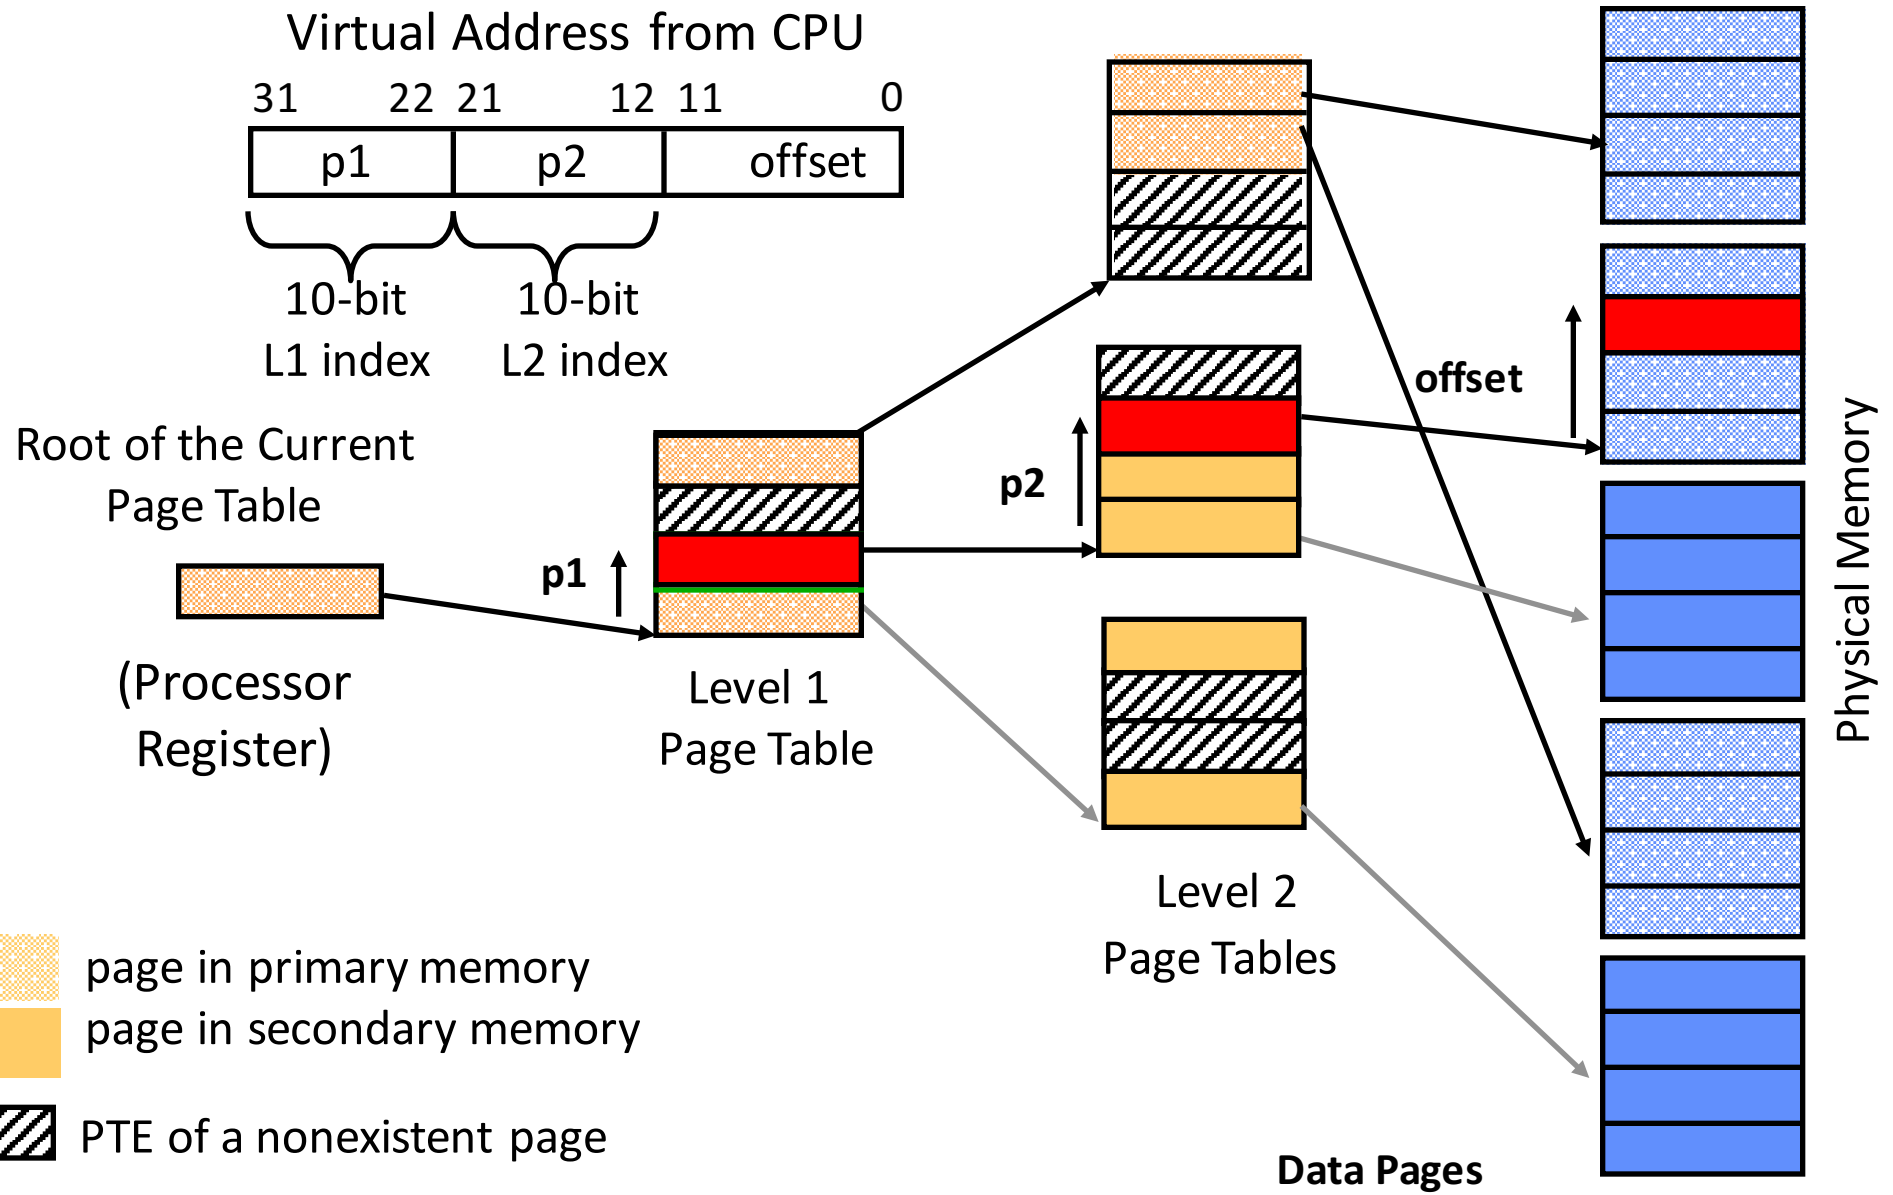 Virtual Address from CPU
31 22 21 12 11 0
p1 p2 offset
10-bit
L1 index
10-bit
L2 index
Root of the Current
Page Table
(Processor
Register)
p1
Level 1
Page Table
p2
offset
Level 2
Page Tables
Physical Memory
page in primary memory
page in secondary memory
PTE of a nonexistent page
Data Pages